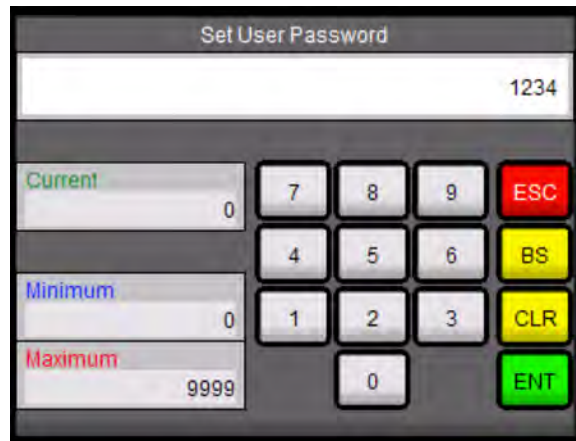 Set User Password
1234
Current
0
7 8 9 ESC
4 5 6 BS
Minimum
0
1 2 3 CLR
Maximum
9999
0 ENT